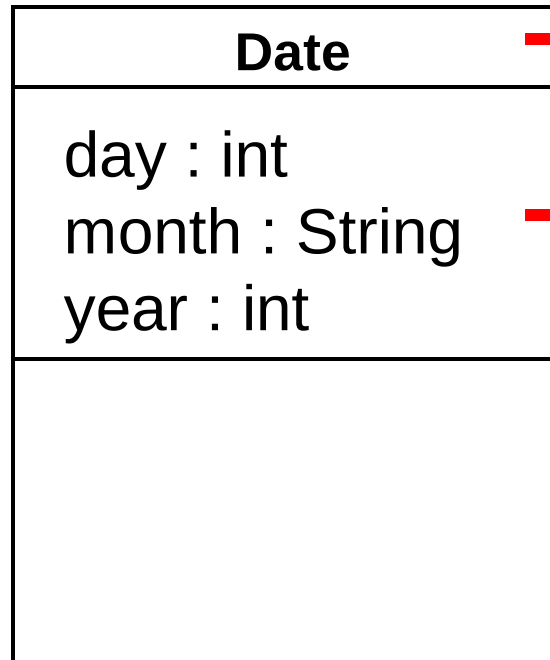 Date
day : int
month : String
year : int